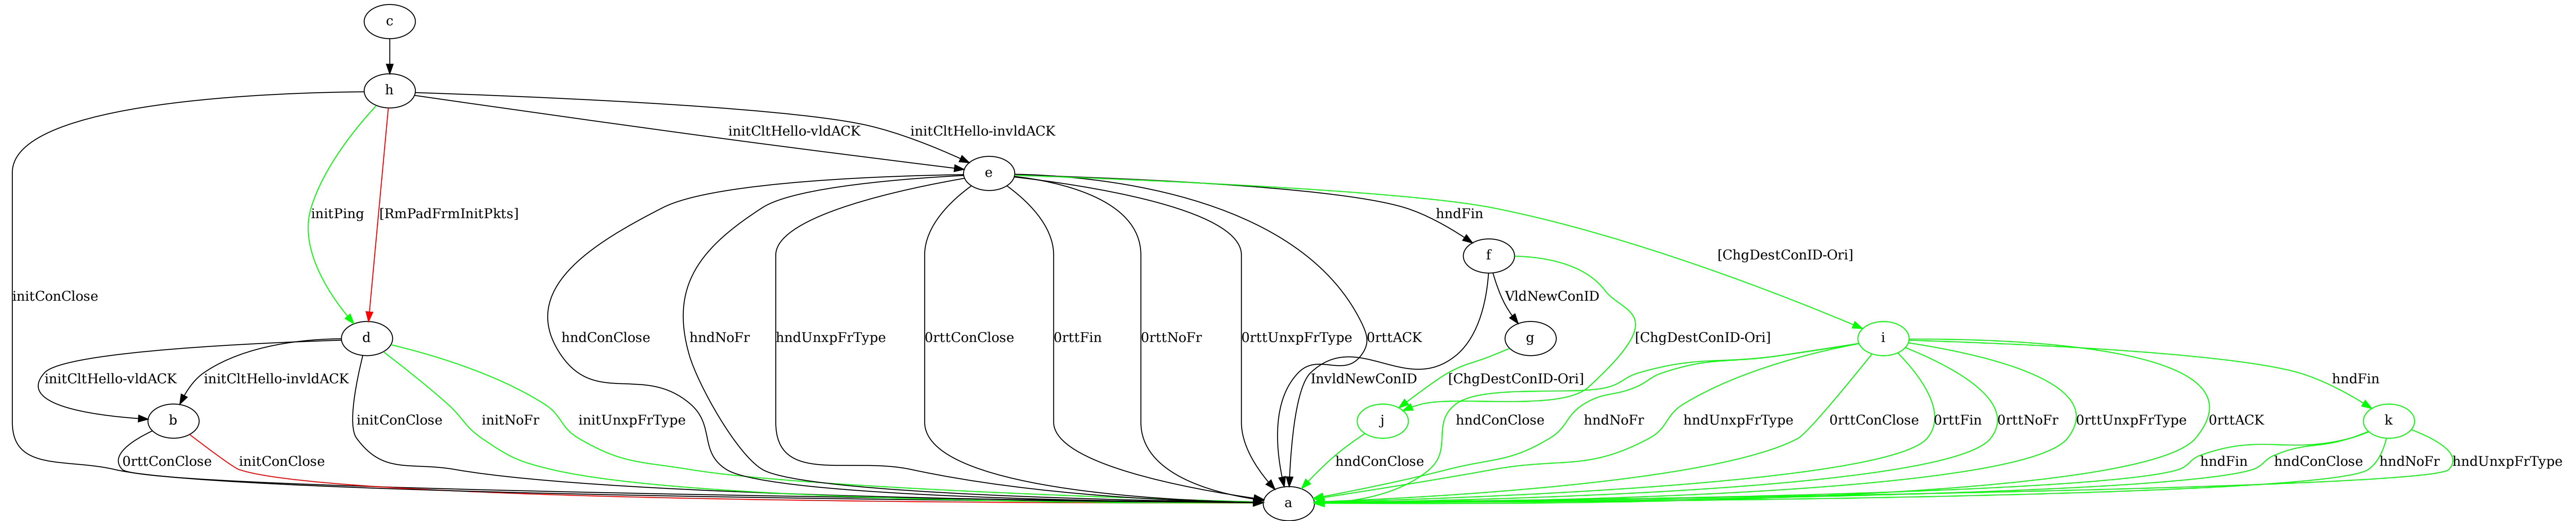 c
h
initCltHello-vldACK
initCltHello-invldACK
e
initPing
[RmPadFrmInitPkts]
hndFin
f
[ChgDestConID-Ori]
initConClose
VldNewConID
d
hndConClose
hndNoFr
hndUnxpFrType
0rttConClose
0rttFin
0rttNoFr
0rttUnxpFrType
0rttACK
g
[ChgDestConID-Ori]
i
initCltHello-vldACK
initCltHello-invldACK
InvldNewConID
[ChgDestConID-Ori]
hndFin
b
initConClose
initNoFr
initUnxpFrType
j
hndConClose
hndNoFr
hndUnxpFrType
0rttConClose
0rttFin
0rttNoFr
0rttUnxpFrType
0rttACK
k
0rttConClose
initConClose
hndConClose
hndFin
hndConClose
hndNoFr
hndUnxpFrType
a